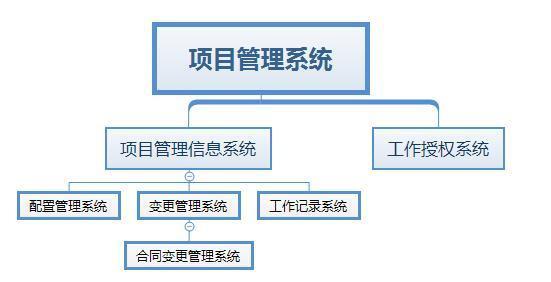 项目管理系统
项目管理信息系统
工作授权系统
配置管理系统
变更管理系统
工作记录系统
合同变更管理系统